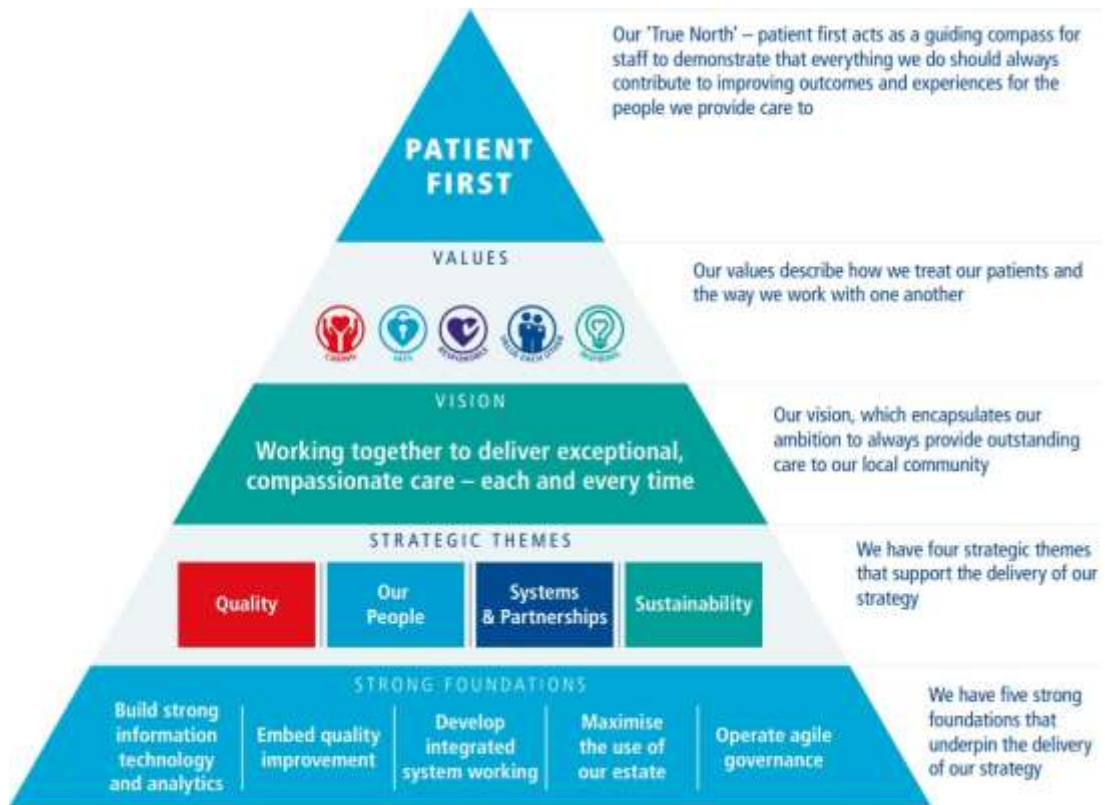 Our 'True North' – patient first acts as a guiding compass for
staff to demonstrate that everything we do should always
contribute to improving outcomes and experiences for the
people we provide care to
PATIENT
FIRST
VALUES
Our values describe how we treat our patients and
the way we work with one another
CARING
SAFE
RESPONSIBLE
VALUE EACH OTHER
INSPIRING
VISION
Working together to deliver exceptional,
compassionate care – each and every time
Our vision, which encapsulates our
ambition to always provide outstanding
care to our local community
STRATEGIC THEMES
Quality
Our
People
Systems
& Partnerships
Sustainability
We have four strategic themes
that support the delivery of our
strategy
STRONG FOUNDATIONS
Build strong
information
technology
and analytics
Embed quality
improvement
Develop
integrated
system working
Maximise
the use of
our estate
Operate agile
governance
We have five strong
foundations that
underpin the delivery
of our strategy